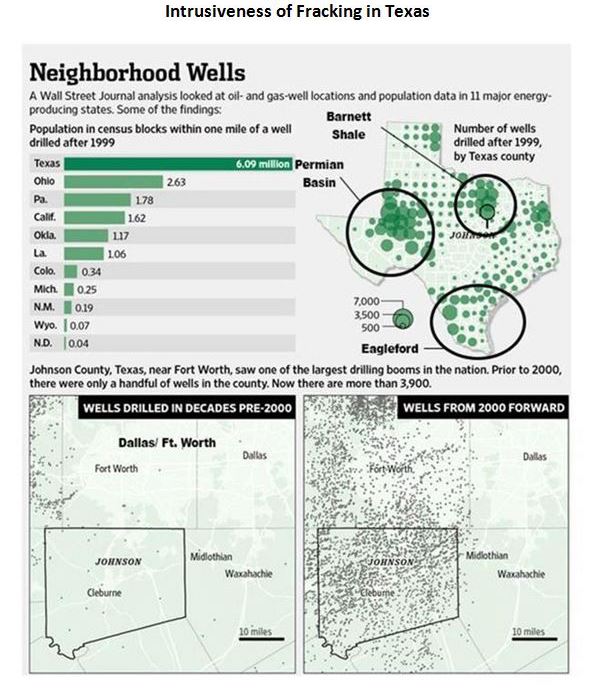 Intrusiveness of Fracking in Texas
Neighborhood Wells
A Wall Street Journal analysis looked at oil- and gas-well locations and population data in 11 major energy-
producing states. Some of the findings:
Population in census blocks within one mile of a well
drilled after 1999
Texas 6.09 million
Ohio 2.63
Pa. 1.78
Calif. 1.62
Okla. 1.17
La. 1.06
Colo. 0.34
Mich. 0.25
N.M. 0.19
Wyo. 0.07
N.D. 0.04
Barnett
Shale
Permian
Basin
Number of wells
drilled after 1999,
by Texas county
JOHNSON
7,000
3,500
500
Eagleford
Johnson County, Texas, near Fort Worth, saw one of the largest drilling booms in the nation. Prior to 2000,
there were only a handful of wells in the county. Now there are more than 3,900.
WELLS DRILLED IN DECADES PRE-2000
Dallas/ Ft. Worth
Dallas
Fort Worth
JOHNSON
Midlothian
Waxahachie
Cleburne
10 miles
WELLS FROM 2000 FORWARD
Dallas
Fort Worth
JOHNSON
Midlothian
Waxahachie
Cleburne
10 miles